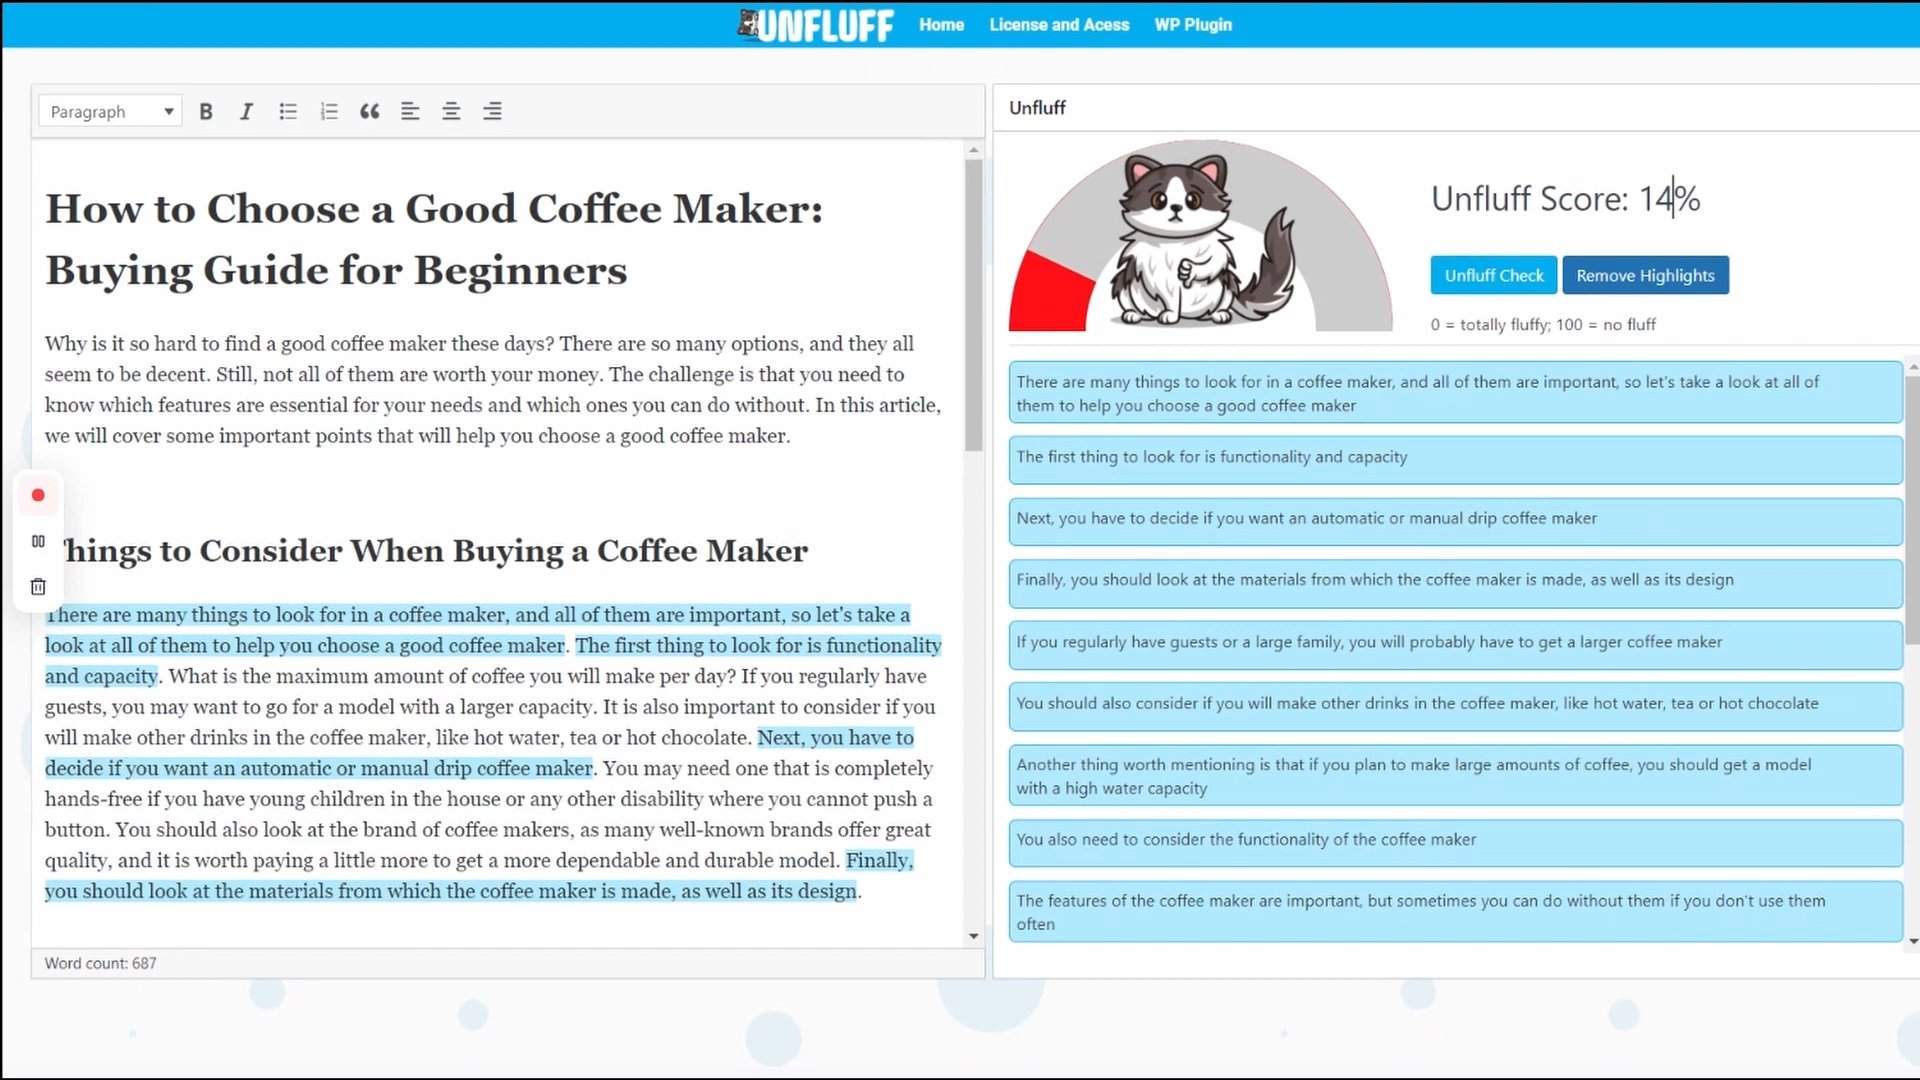 UNFLUFF
Home
License and Acess
WP Plugin
Paragraph
B
I
How to Choose a Good Coffee Maker:
Buying Guide for Beginners
Why is it so hard to find a good coffee maker these days? There are so many options, and they all
seem to be decent. Still, not all of them are worth your money. The challenge is that you need to
know which features are essential for your needs and which ones you can do without. In this article,
we will cover some important points that will help you choose a good coffee maker.
Things to Consider When Buying a Coffee Maker
There are many things to look for in a coffee maker, and all of them are important, so let's take a
look at all of them to help you choose a good coffee maker. The first thing to look for is functionality
and capacity. What is the maximum amount of coffee you will make per day? If you regularly have
guests, you may want to go for a model with a larger capacity. It is also important to consider if you
will make other drinks in the coffee maker, like hot water, tea or hot chocolate. Next, you have to
decide if you want an automatic or manual drip coffee maker. You may need one that is completely
hands-free if you have young children in the house or any other disability where you cannot push a
button. You should also look at the brand of coffee makers, as many well-known brands offer great
quality, and it is worth paying a little more to get a more dependable and durable model. Finally,
you should look at the materials from which the coffee maker is made, as well as its design.
Word count: 687
Unfluff
Unfluff Score: 14%
Unfluff Check
Remove Highlights
0 = totally fluffy; 100 = no fluff
There are many things to look for in a coffee maker, and all of them are important, so let's take a look at all of
them to help you choose a good coffee maker
The first thing to look for is functionality and capacity
Next, you have to decide if you want an automatic or manual drip coffee maker
Finally, you should look at the materials from which the coffee maker is made, as well as its design
If you regularly have guests or a large family, you will probably have to get a larger coffee maker
You should also consider if you will make other drinks in the coffee maker, like hot water, tea or hot chocolate
Another thing worth mentioning is that if you plan to make large amounts of coffee, you should get a model
with a high water capacity
You also need to consider the functionality of the coffee maker
The features of the coffee maker are important, but sometimes you can do without them if you don't use them
often